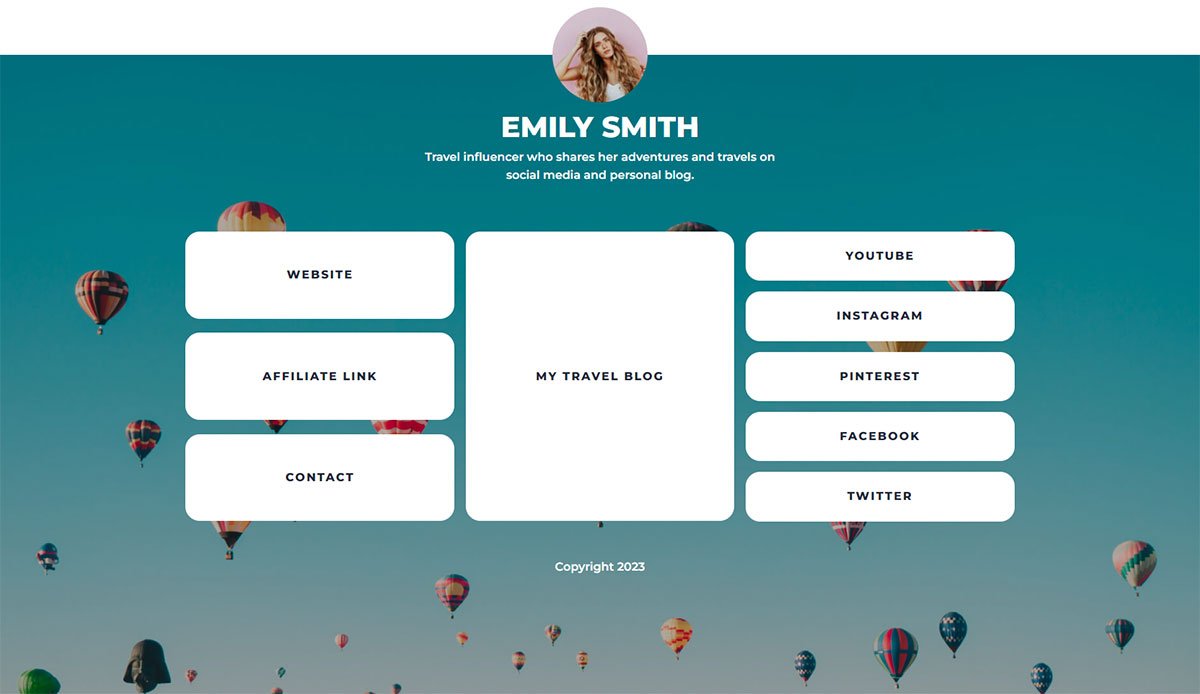 EMILY SMITH
Travel influencer who shares her adventures and travels on
social media and personal blog.
WEBSITE
AFFILIATE LINK
CONTACT
MY TRAVEL BLOG
YOUTUBE
INSTAGRAM
PINTEREST
FACEBOOK
TWITTER
Copyright 2023